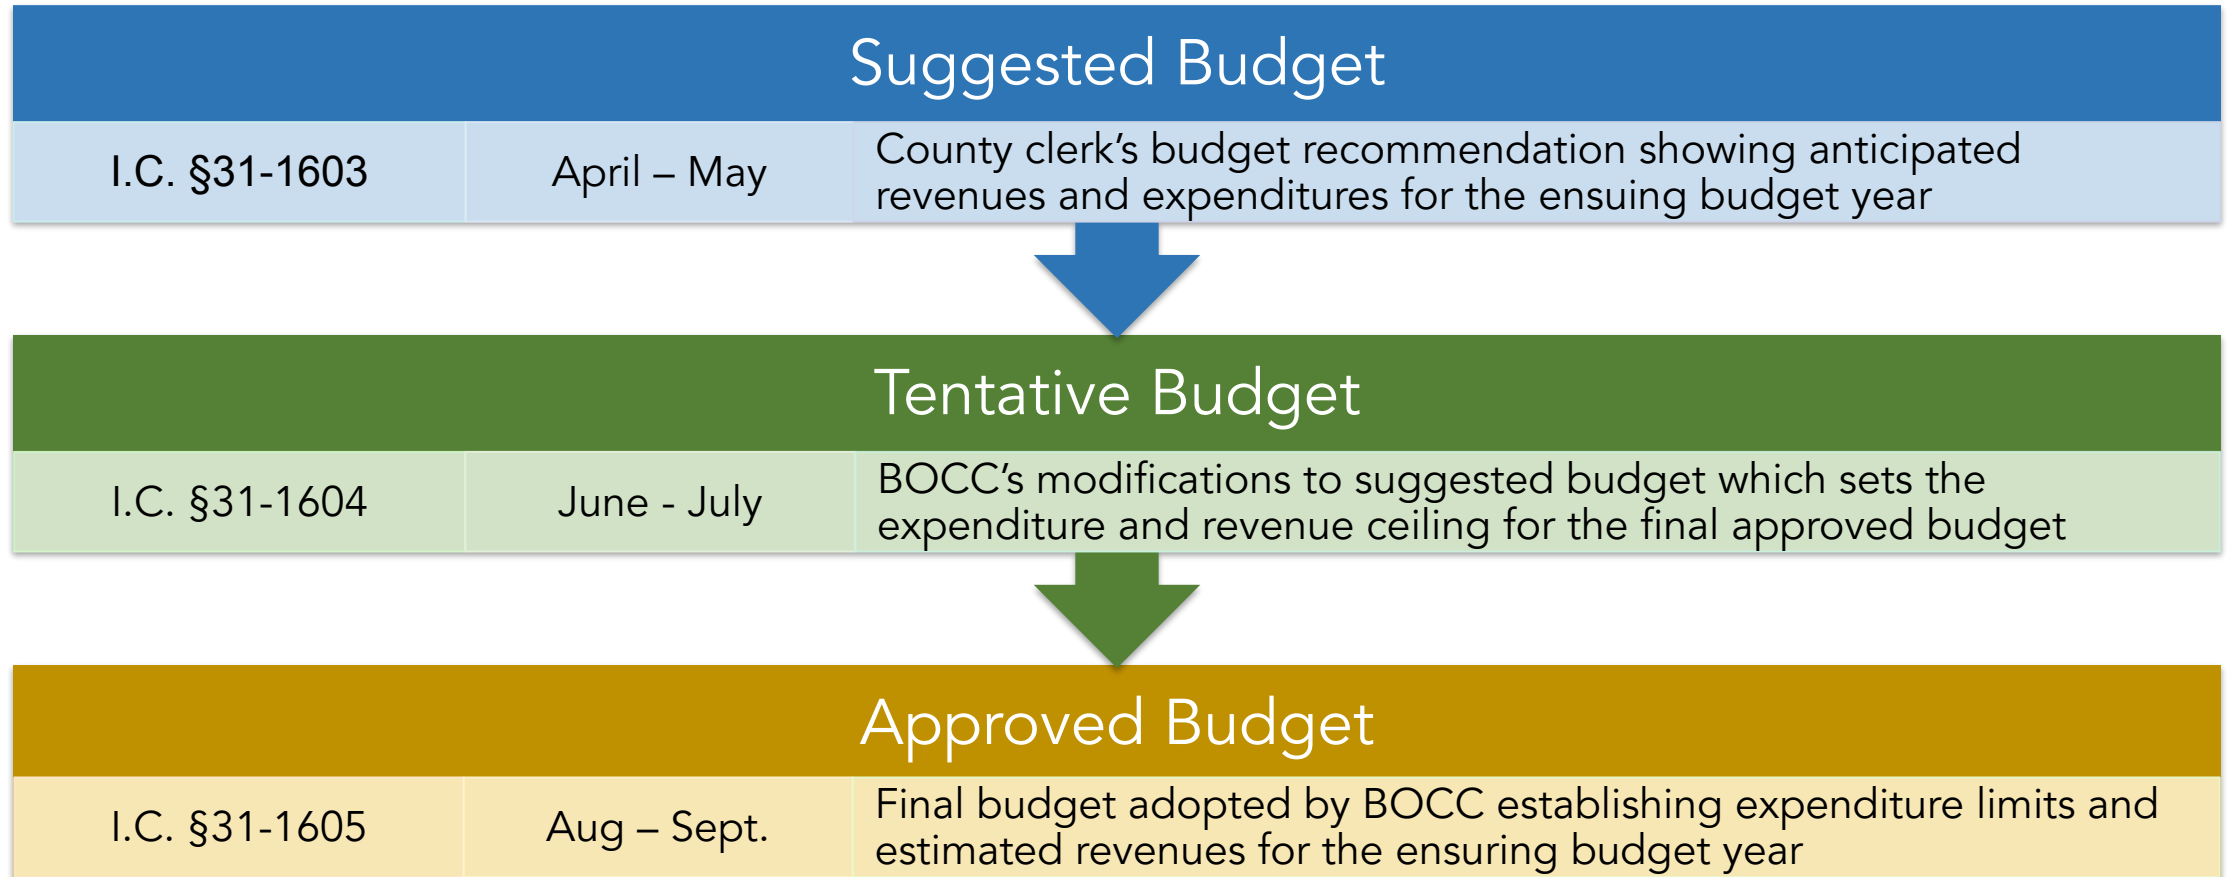 Suggested Budget
I.C. §31-1603
April – May
County clerk’s budget recommendation showing anticipated
revenues and expenditures for the ensuing budget year
Tentative Budget
I.C. §31-1604
June - July
BOCC’s modifications to suggested budget which sets the
expenditure and revenue ceiling for the final approved budget
Approved Budget
I.C. §31-1605
Aug – Sept.
Final budget adopted by BOCC establishing expenditure limits and
estimated revenues for the ensuring budget year